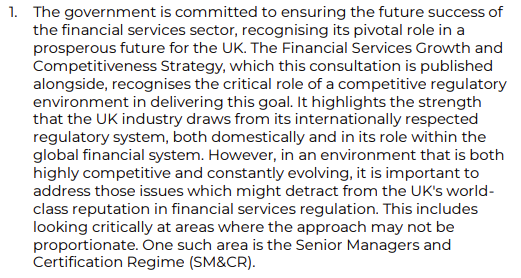 1. The government is committed to ensuring the future success of
the financial services sector, recognising its pivotal role in a
prosperous future for the UK. The Financial Services Growth and
Competitiveness Strategy, which this consultation is published
alongside, recognises the critical role of a competitive regulatory
environment in delivering this goal. It highlights the strength
that the UK industry draws from its internationally respected
regulatory system, both domestically and in its role within the
global financial system. However, in an environment that is both
highly competitive and constantly evolving, it is important to
address those issues which might detract from the UK's world-
class reputation in financial services regulation. This includes
looking critically at areas where the approach may not be
proportionate. One such area is the Senior Managers and
Certification Regime (SM&CR).